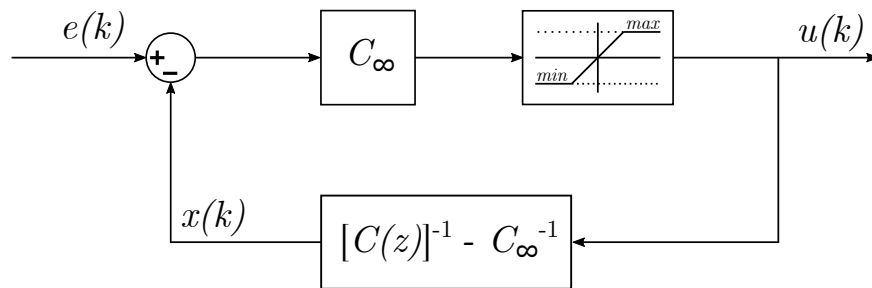 e(k)
+
-
C∞
max
min
u(k)
x(k)
[C(z)]⁻¹ - C∞⁻¹